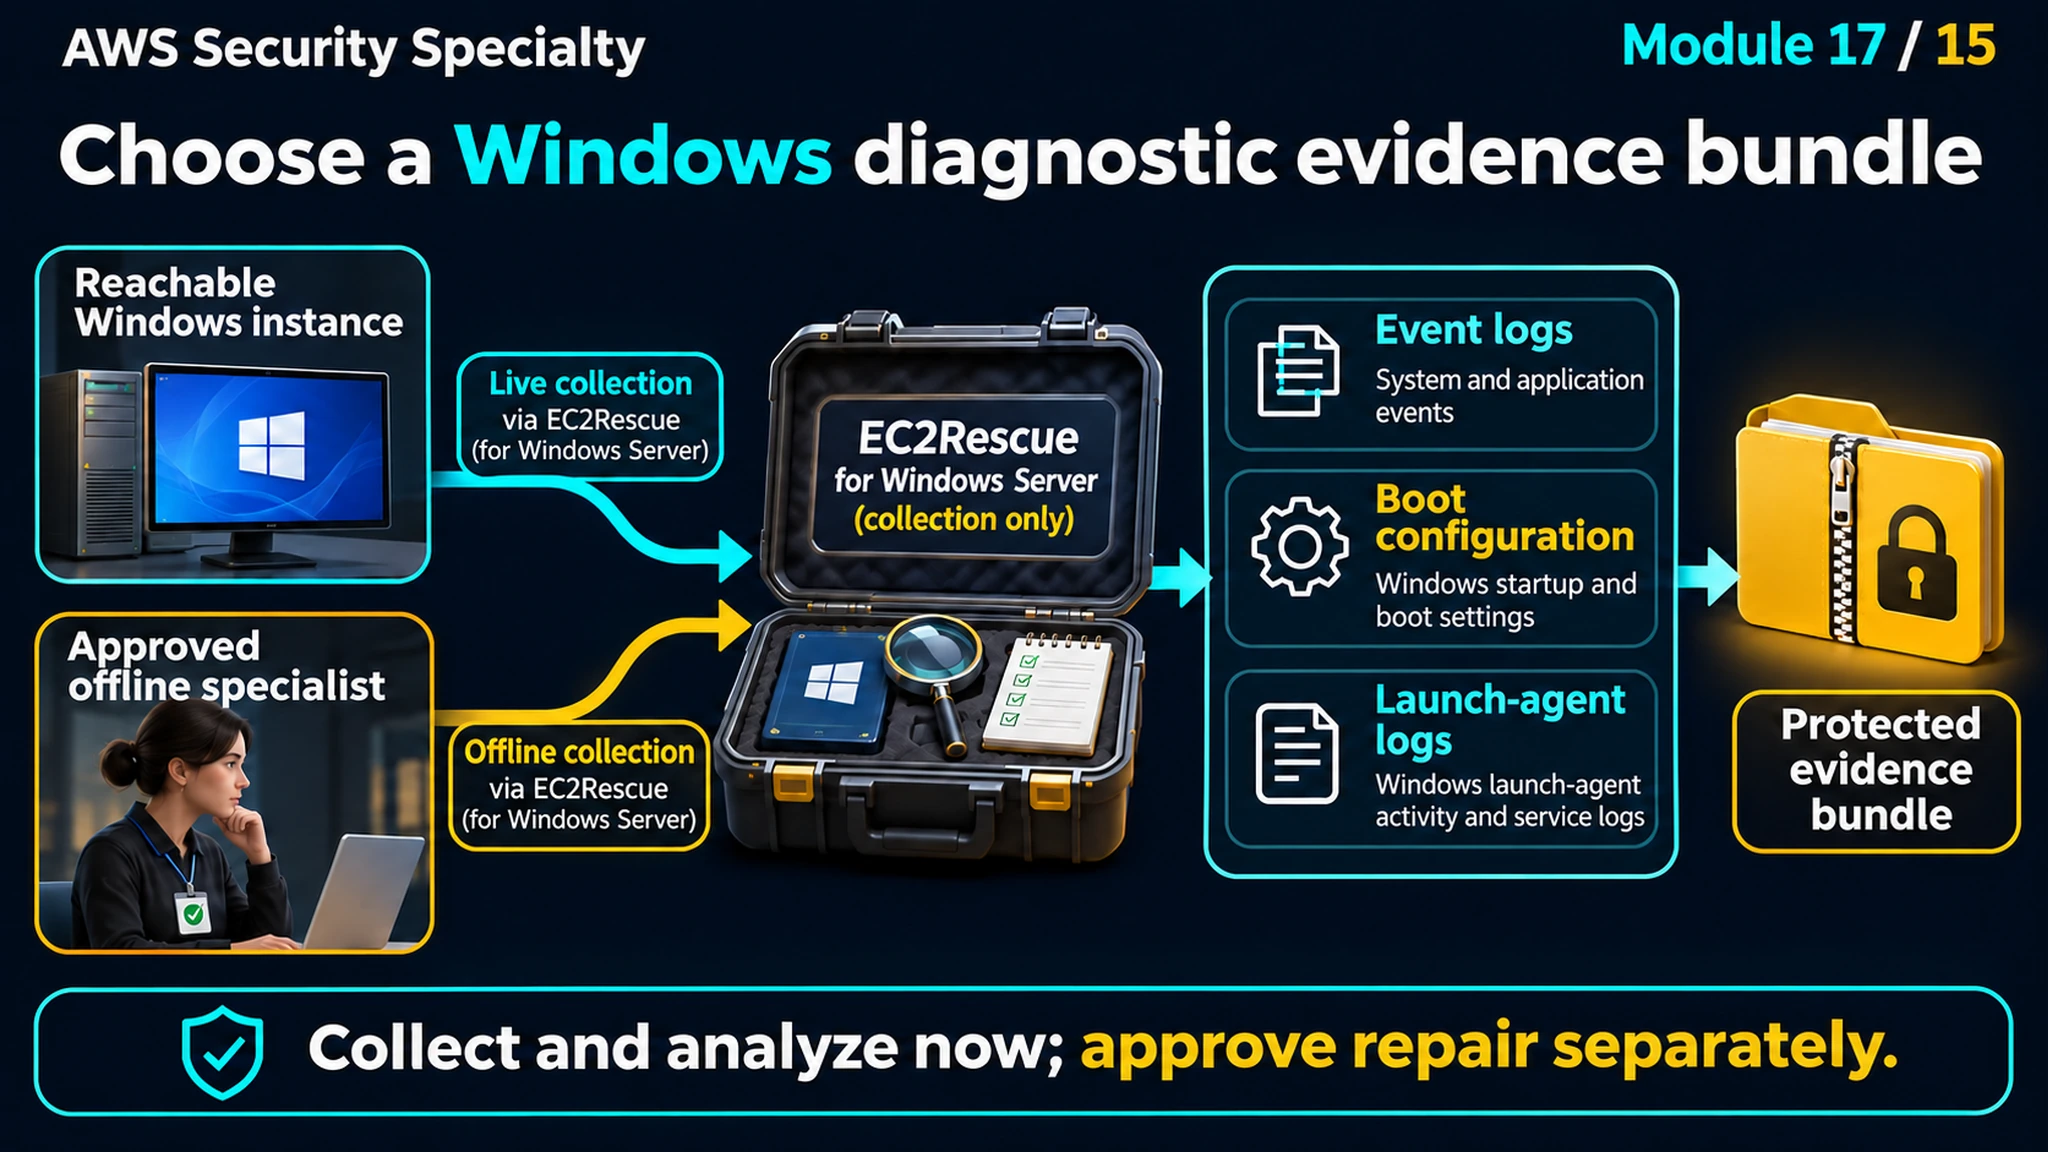 AWS Security Specialty
Module 17 / 15
Choose a Windows diagnostic evidence bundle
Reachable
Windows instance
Live collection
via EC2Rescue
(for Windows Server)
Approved
offline specialist
Offline collection
via EC2Rescue
(for Windows Server)
EC2Rescue
for Windows Server
(collection only)
Event logs
System and application
events
Boot
configuration
Windows startup and
boot settings
Launch-agent
logs
Windows launch-agent
activity and service logs
Protected
evidence
bundle
Collect and analyze now; approve repair separately.